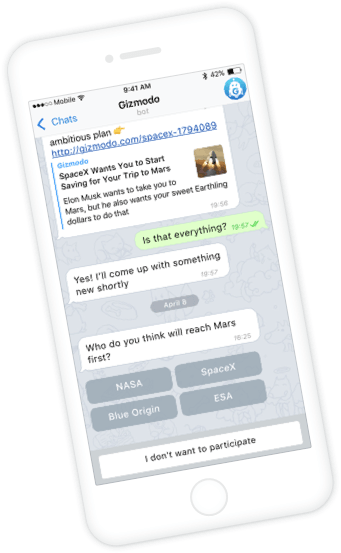 Mobile
9:41 AM
42%
Chats
Gizmodo
bot
ambitious plan 👉
http://gizmodo.com/spacex-1794089
Gizmodo
SpaceX Wants You to Start
Saving for Your Trip to Mars
Elon Musk wants to take you to
Mars, but he also wants your sweet Earthling
dollars to do that
19:56
Is that everything? 19:57
Yes! I'll come up with something
new shortly
19:57
April 8
Who do you think will reach Mars
first?
18:25
NASA
SpaceX
Blue Origin
ESA
I don't want to participate